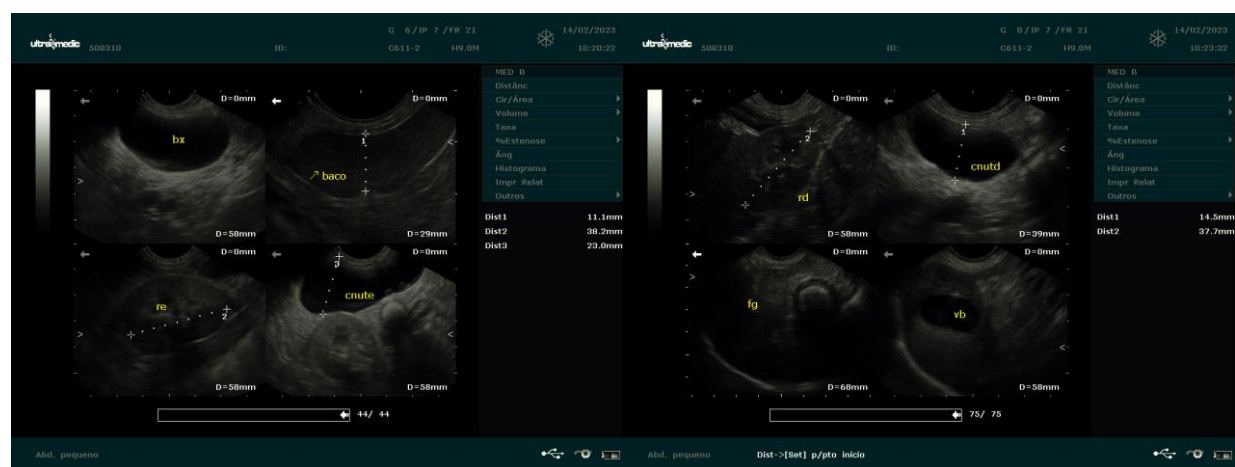 ultramedic 508310 ID: G 6/IP 7 /FR 21 14/02/2023
C611-2 H9.0M 10:20:22
MED B
Distânc
Cir/Área
Volume
Taxa
%Estenose
Âng
Histograma
Impr Relat
Outros
Dist1 11.1mm
Dist2 38.2mm
Dist3 23.0mm
D=0mm
bx
D=58mm
D=0mm
1
baco
D=29mm
D=0mm
re
2
D=58mm
D=0mm
3
cnute
D=58mm
44/ 44
Abd. pequeno
ultramedic 508310 ID: G 0/IP 7 /FR 21 14/02/2023
C611-2 H9.0M 10:23:32
MED B
Distânc
Cir/Área
Volume
Taxa
%Estenose
Âng
Histograma
Impr Relat
Outros
Dist1 14.5mm
Dist2 37.7mm
D=0mm
2
rd
D=58mm
D=0mm
1
cnutd
D=39mm
D=0mm
fg
D=68mm
D=0mm
vb
D=58mm
75/ 75
Abd. pequeno Dist->[Set] p/pto início